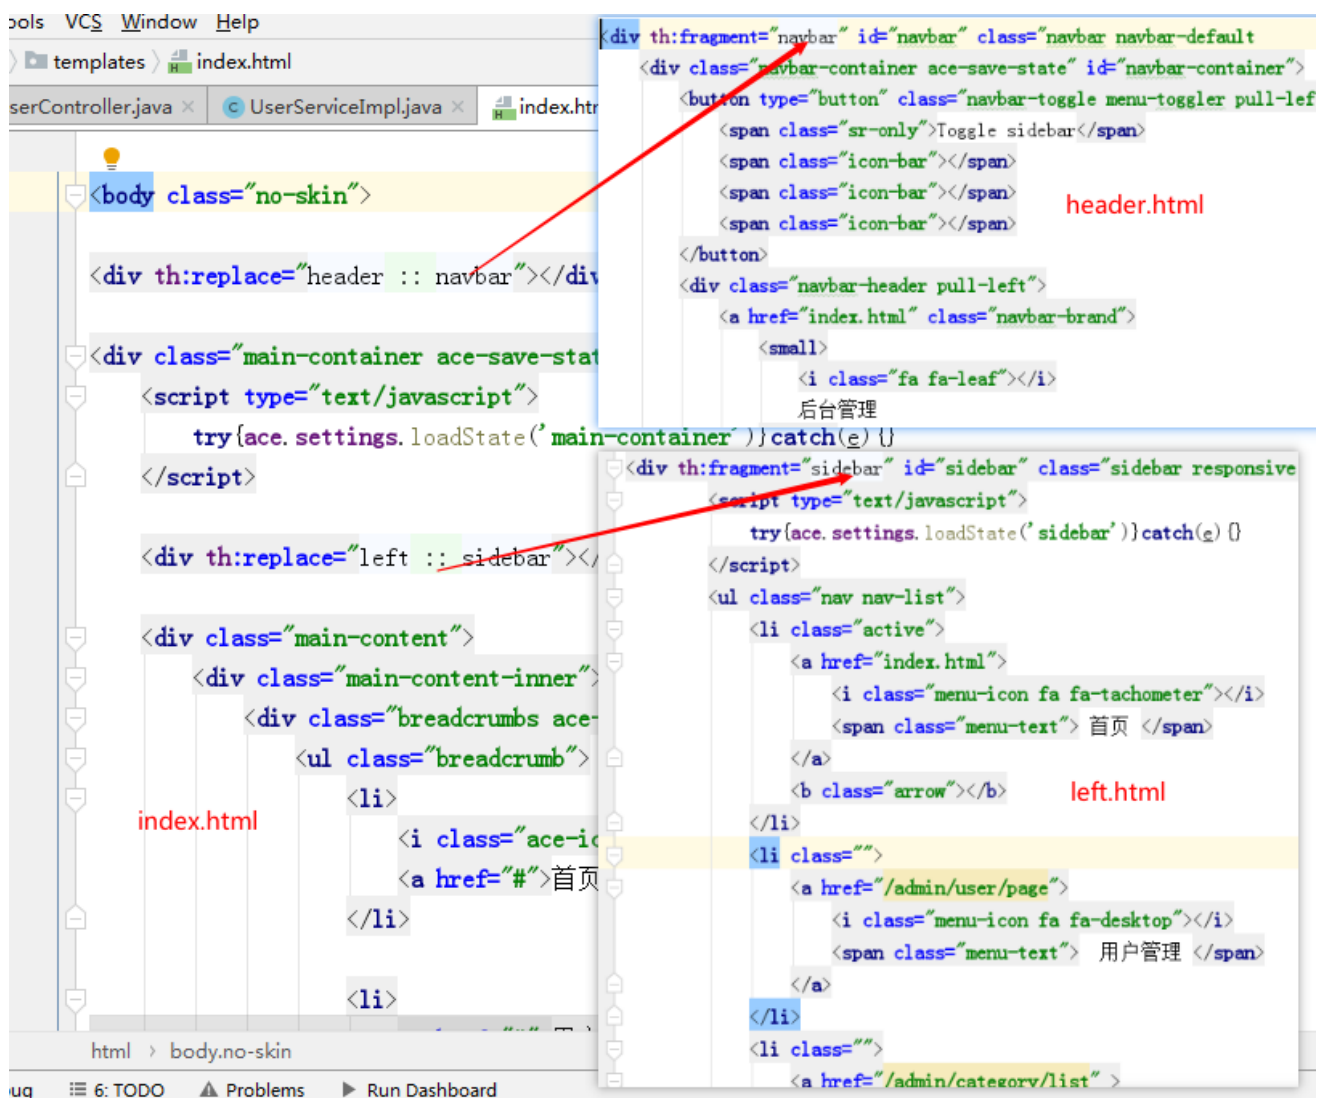 ools VCS Window Help
templates index.html
serController.java × UserServiceImpl.java × index.htm
<body class="no-skin">
<div th:replace="header :: navbar"></div
<div class="main-container ace-save-stat
<script type="text/javascript">
try{ace.settings.loadState('main-container')}catch(e){}
</script>
<div th:replace="left :: sidebar"></
<div class="main-content">
<div class="main-content-inner">
<div class="breadcrumbs ace-
<ul class="breadcrumb">
<li>
index.html
<i class="ace-ic
<a href="#">首页
</li>
<li>
html › body.no-skin
bug 6: TODO Problems Run Dashboard
<div th:fragment="navbar" id="navbar" class="navbar navbar-default
<div class="navbar-container ace-save-state" id="navbar-container">
<button type="button" class="navbar-toggle menu-toggler pull-lef
<span class="sr-only">Toggle sidebar</span>
<span class="icon-bar"></span>
<span class="icon-bar"></span>
header.html
<span class="icon-bar"></span>
</button>
<div class="navbar-header pull-left">
<a href="index.html" class="navbar-brand">
<small>
<i class="fa fa-leaf"></i>
后台管理
<div th:fragment="sidebar" id="sidebar" class="sidebar responsive
<script type="text/javascript">
try{ace.settings.loadState('sidebar')}catch(e){}
</script>
<ul class="nav nav-list">
<li class="active">
<a href="index.html">
<i class="menu-icon fa fa-tachometer"></i>
<span class="menu-text"> 首页 </span>
</a>
<b class="arrow"></b>
left.html
</li>
<li class="">
<a href="/admin/user/page">
<i class="menu-icon fa fa-desktop"></i>
<span class="menu-text"> 用户管理 </span>
</a>
</li>
<li class="">
<a href="/admin/category/list" >